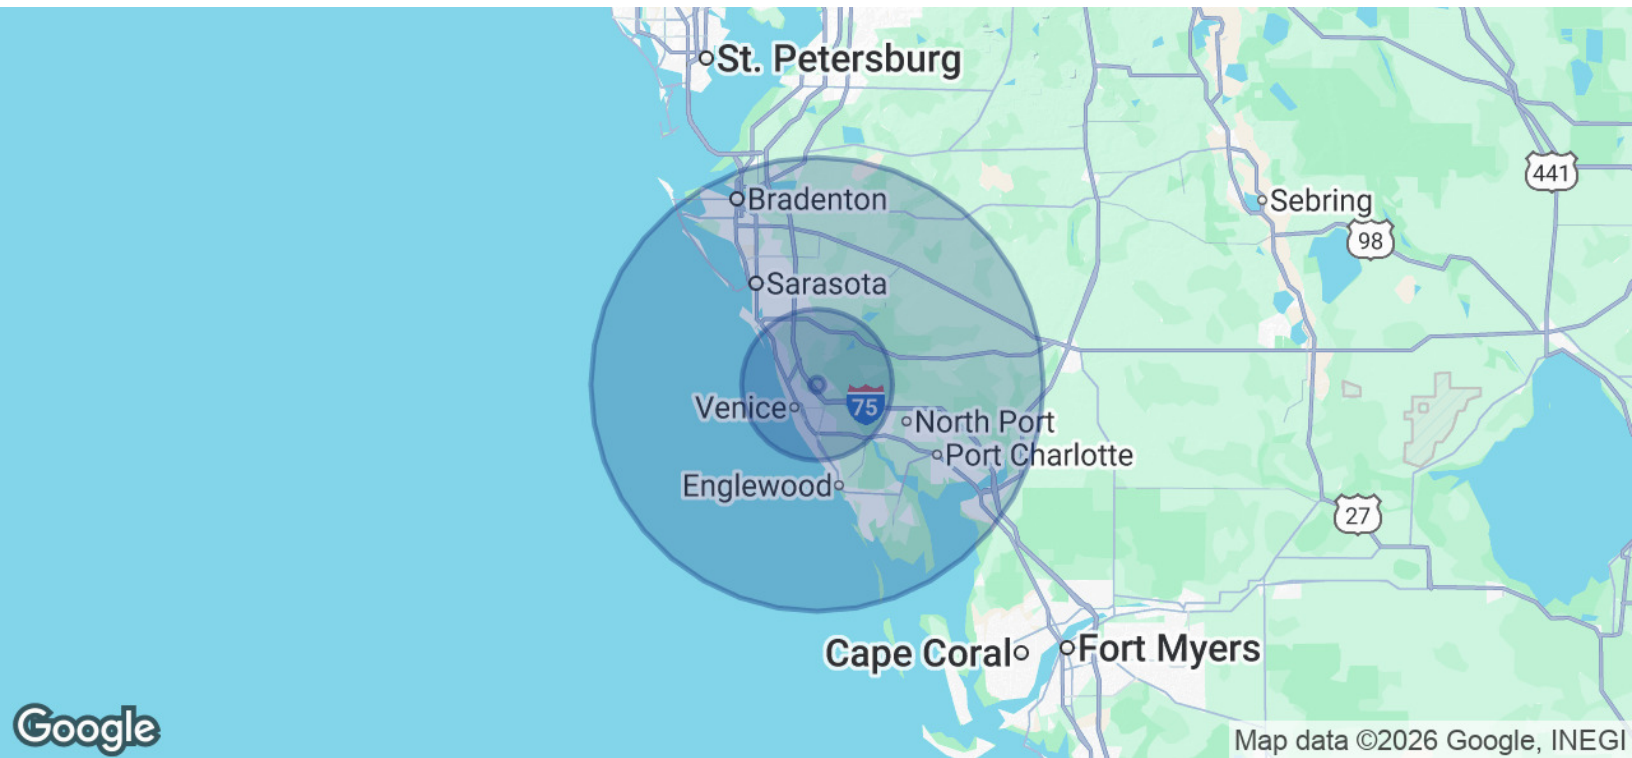 St. Petersburg
441
Bradenton
Sebring
98
Sarasota
Venice
75
North Port
Port Charlotte
Englewood
27
Cape Coral
Fort Myers
Google
Map data ©2026 Google, INEGI